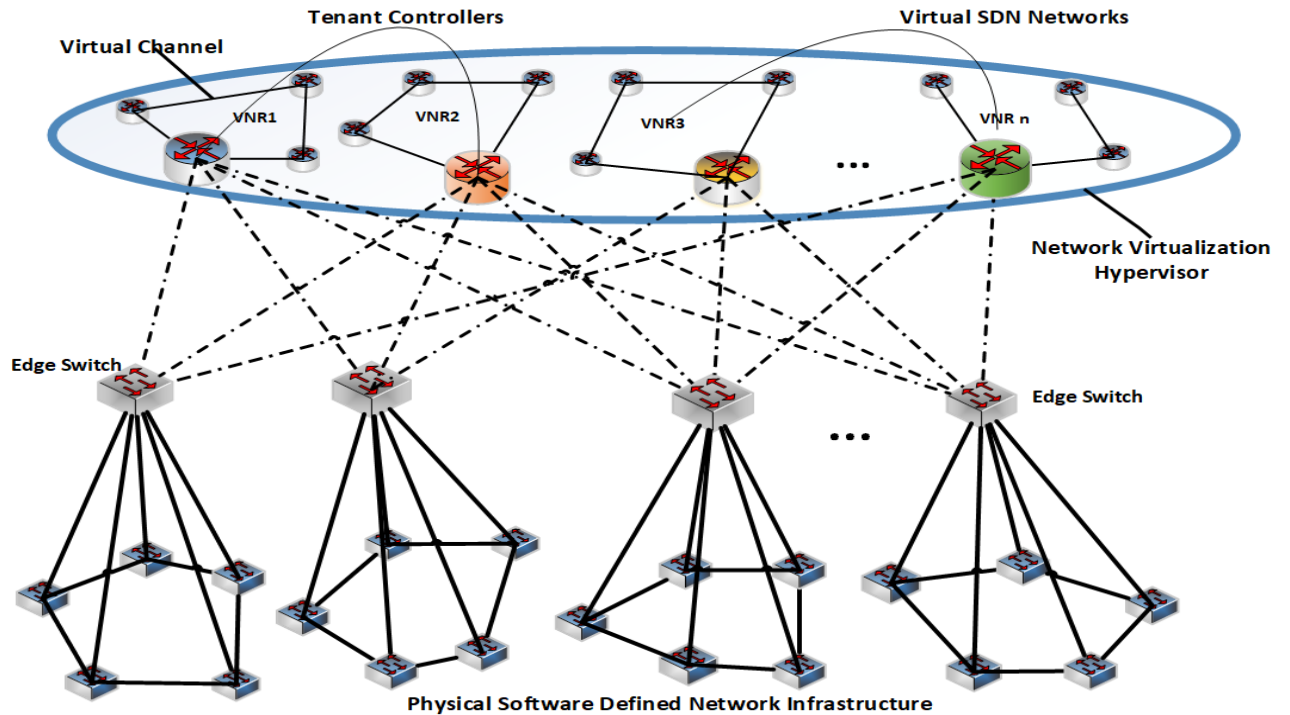 Tenant Controllers
Virtual SDN Networks
Virtual Channel
VNR1
VNR2
VNR3
VNR n
...
Network Virtualization
Hypervisor
Edge Switch
Edge Switch
...
Physical Software Defined Network Infrastructure